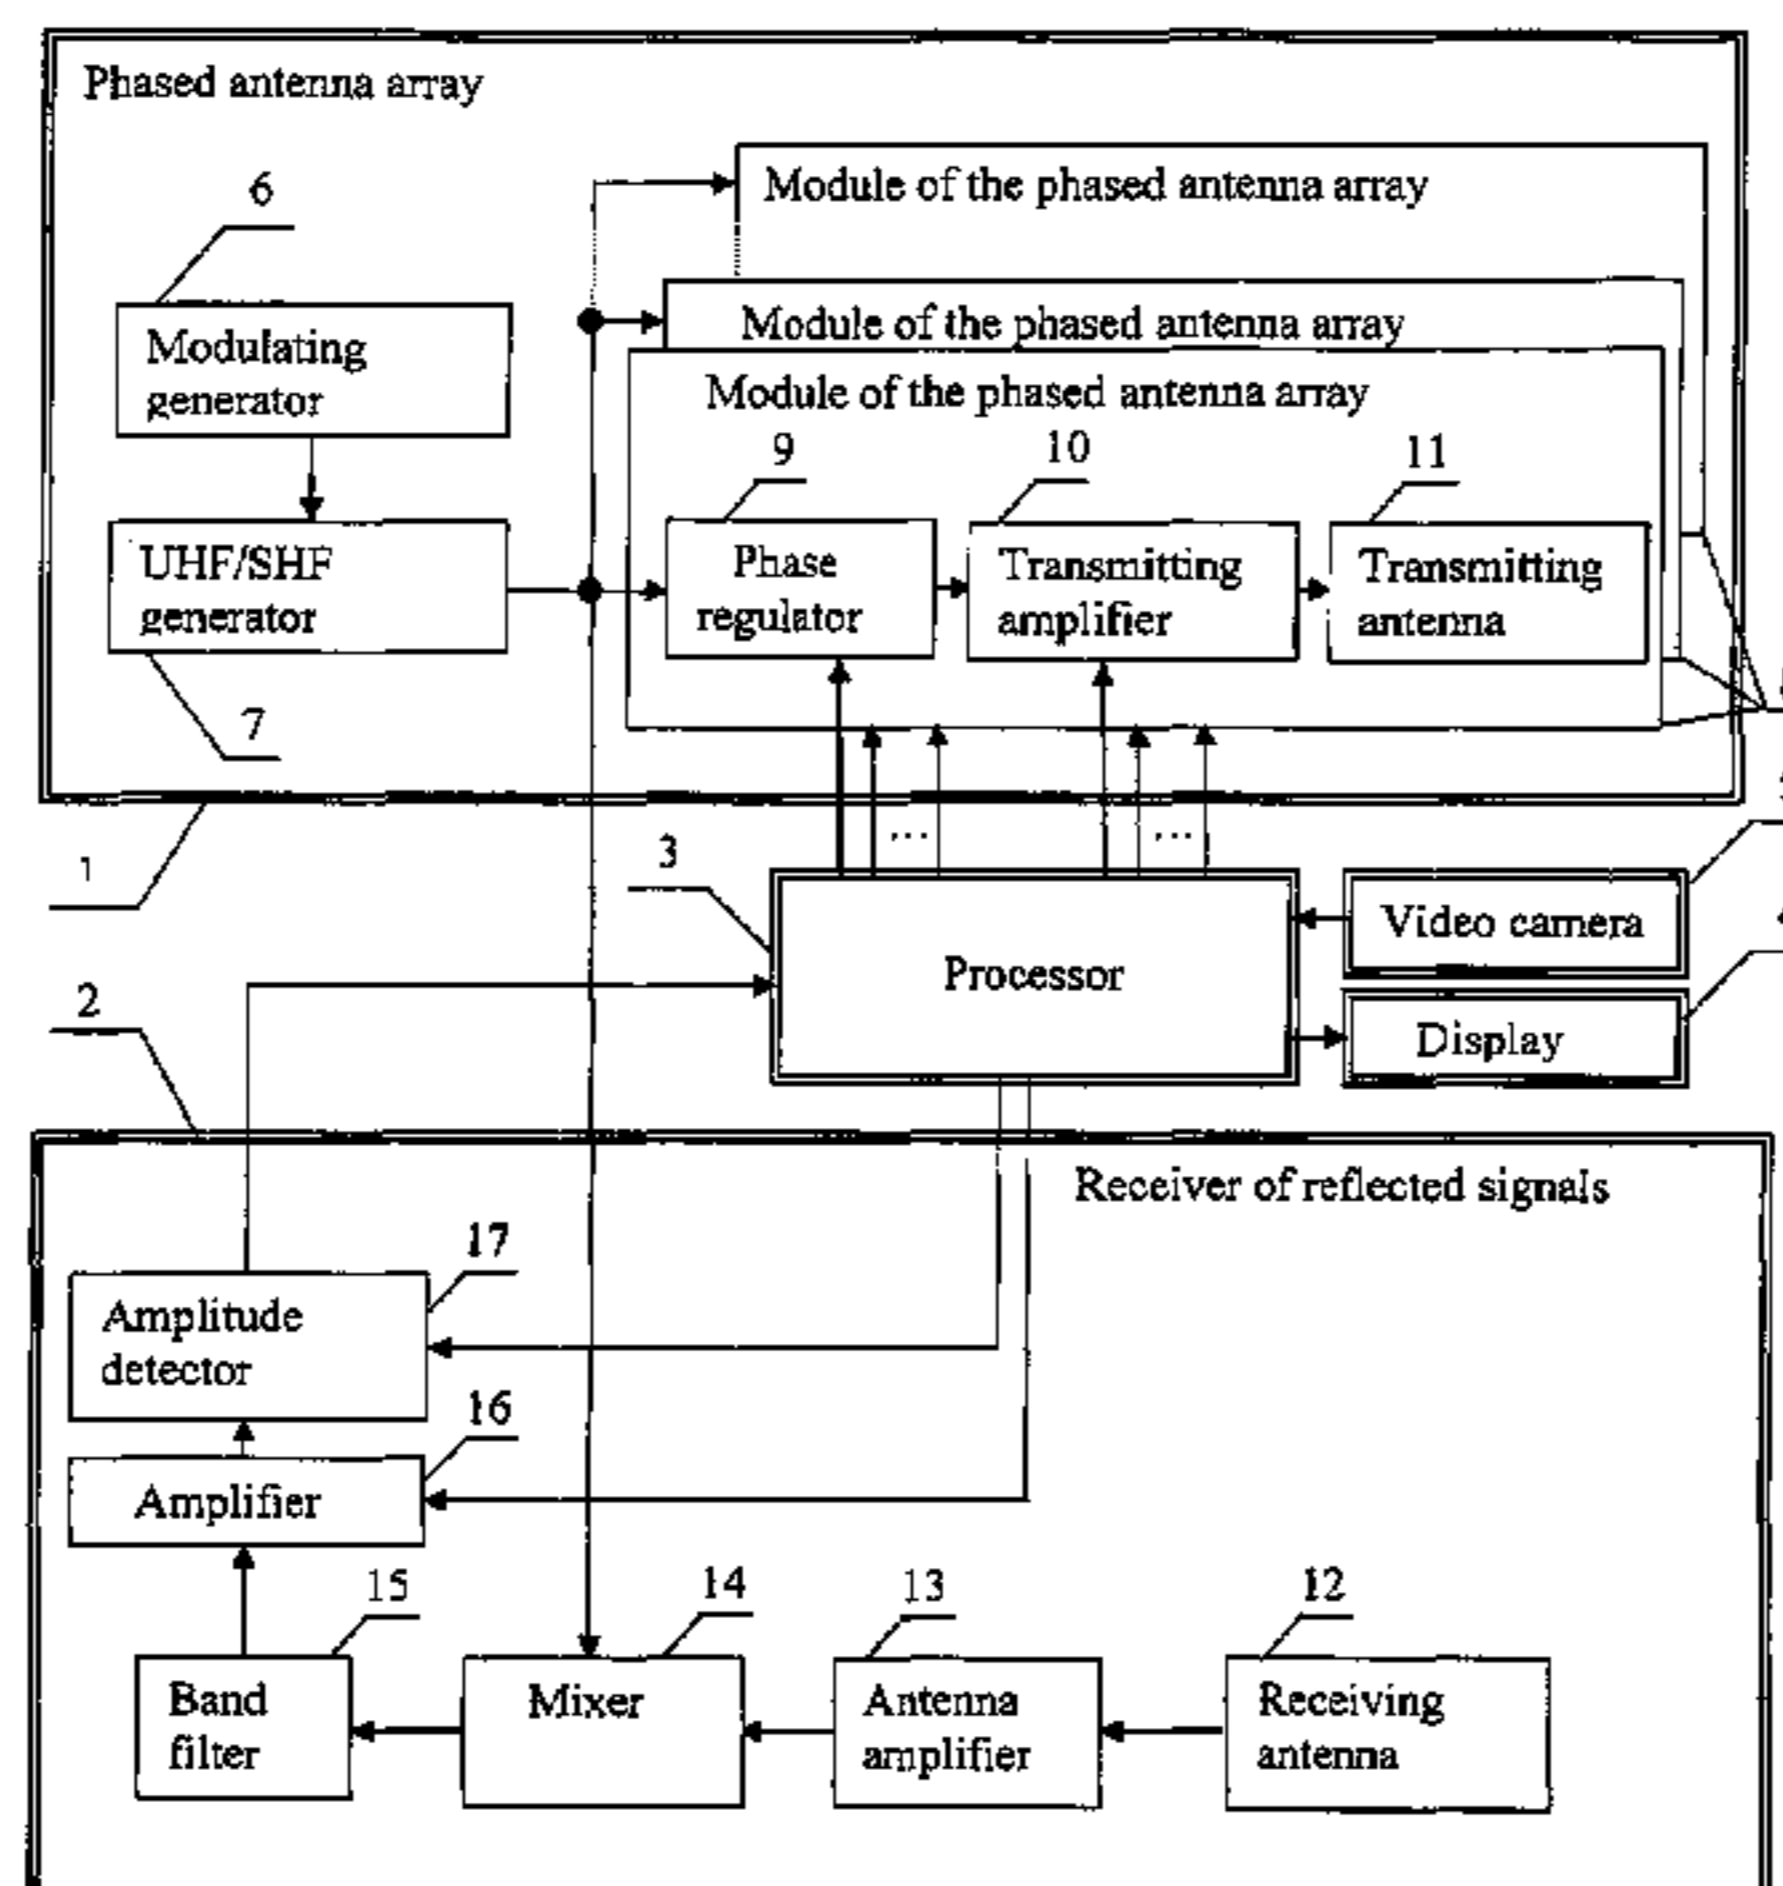 Phased antenna array
6
Module of the phased antenna array
Module of the phased antenna array
Modulating
generator
Module of the phased antenna array
9
10
11
UHF/SHF
generator
Phase
regulator
Transmitting
amplifier
Transmitting
antenna
7
1
3
...
...
Video camera
Processor
Display
2
Receiver of reflected signals
17
Amplitude
detector
16
Amplifier
15
14
13
12
Band
filter
Mixer
Antenna
amplifier
Receiving
antenna